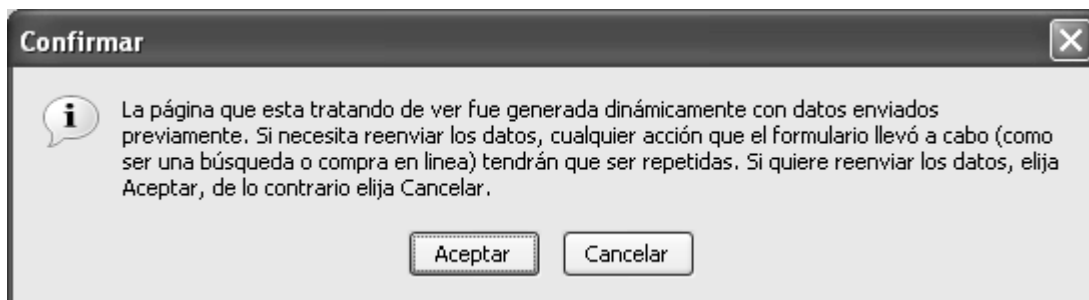 Confirmar
La página que esta tratando de ver fue generada dinámicamente con datos enviados
previamente. Si necesita reenviar los datos, cualquier acción que el formulario llevó a cabo (como
ser una búsqueda o compra en linea) tendrán que ser repetidas. Si quiere reenviar los datos, elija
Aceptar, de lo contrario elija Cancelar.
Aceptar Cancelar